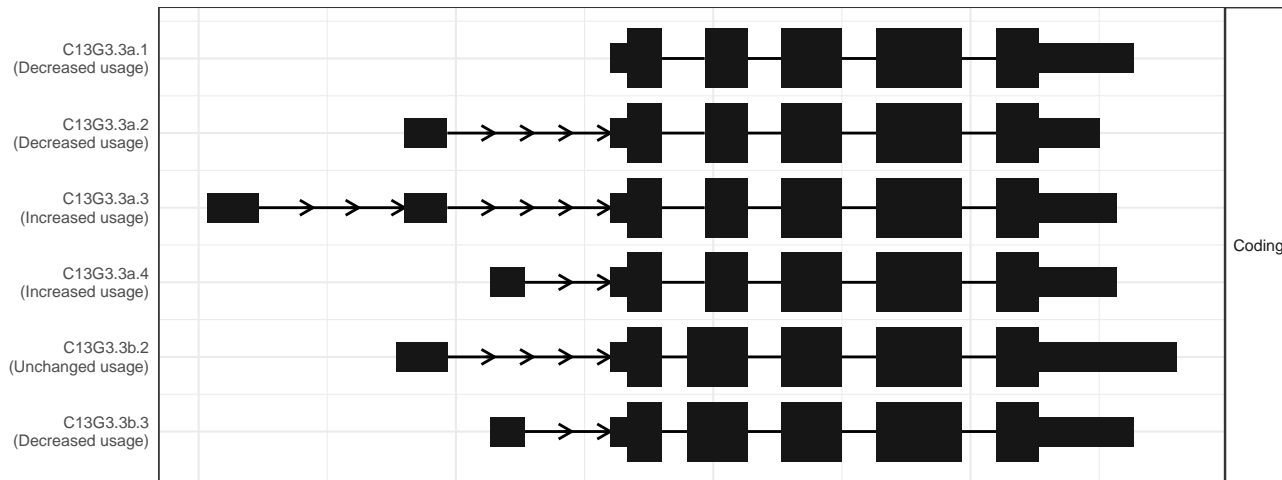 C13G3.3a.1
(Decreased usage)
C13G3.3a.2
(Decreased usage)
C13G3.3a.3
(Increased usage)
C13G3.3a.4
(Increased usage)
C13G3.3b.2
(Unchanged usage)
C13G3.3b.3
(Decreased usage)
Coding